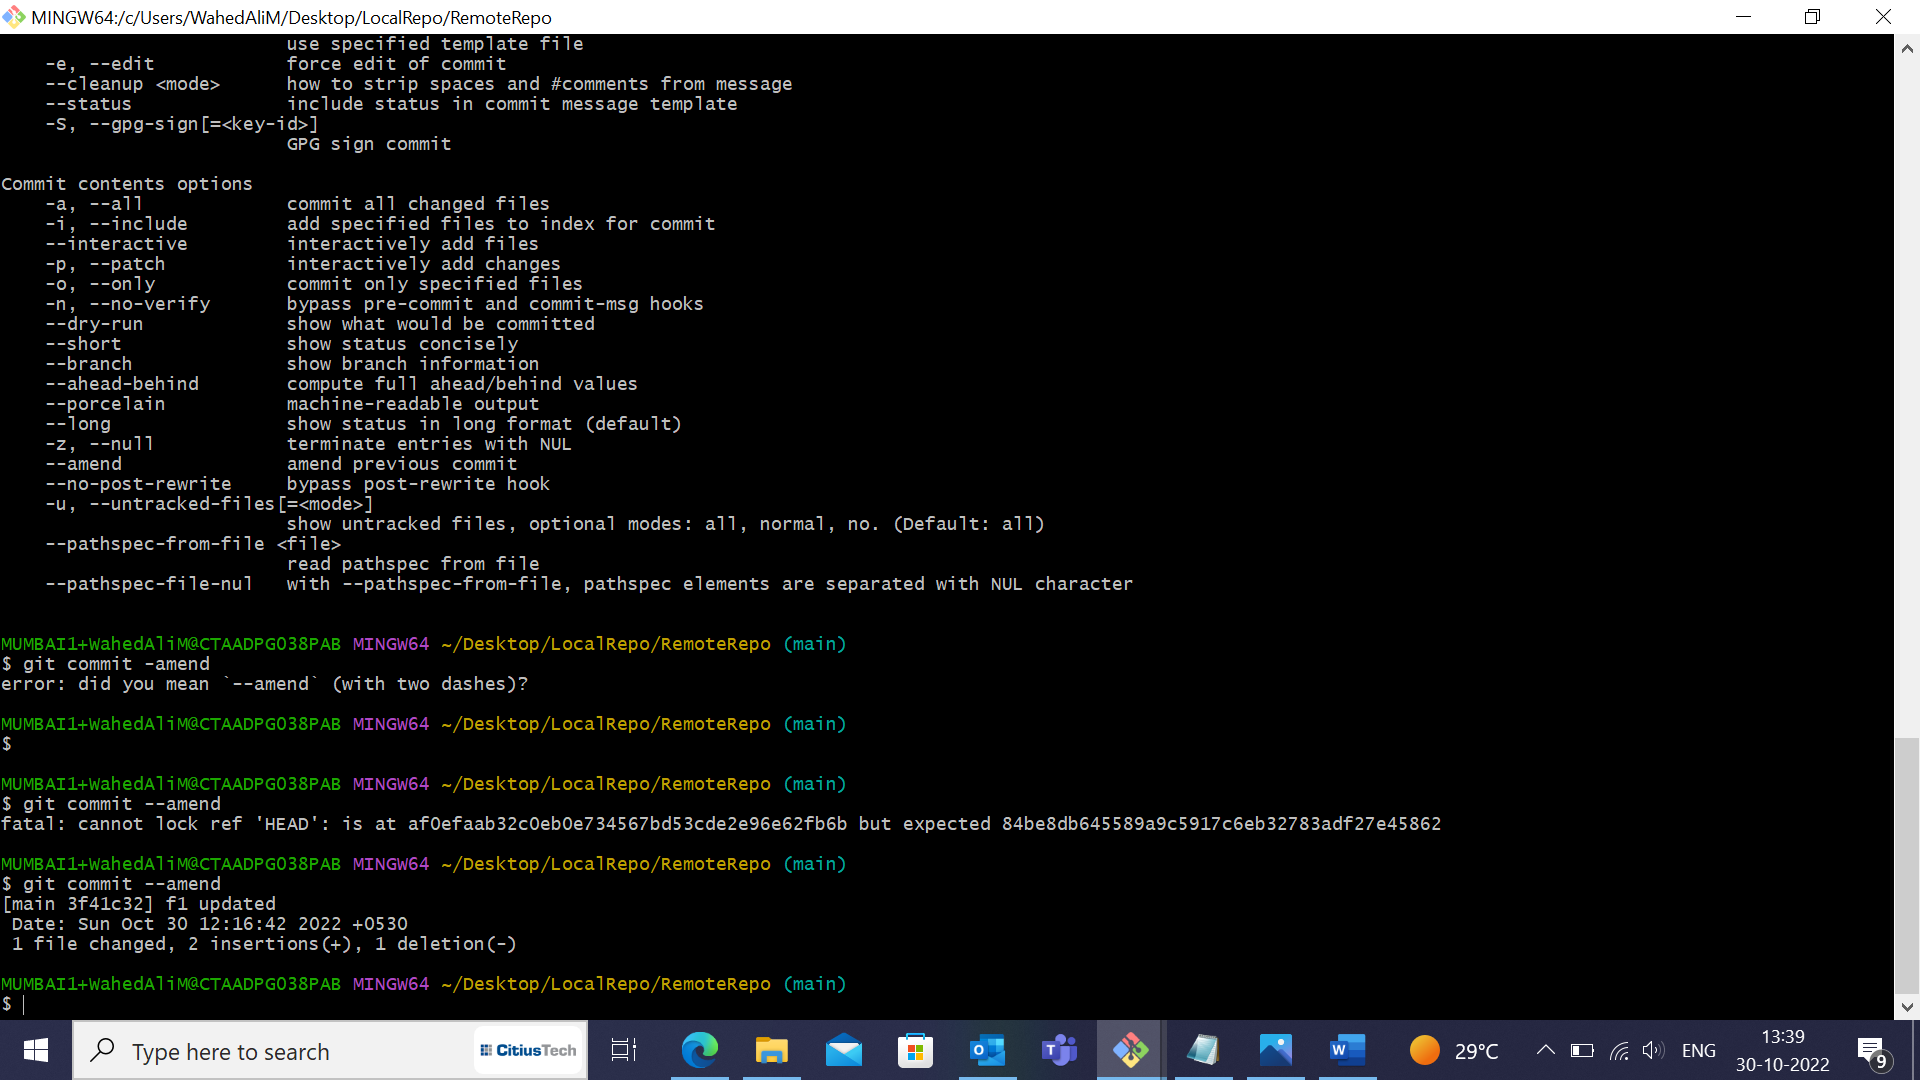 MINGW64:/c/Users/WahedAliM/Desktop/LocalRepo/RemoteRepo
                          use specified template file
    -e, --edit            force edit of commit
    --cleanup <mode>      how to strip spaces and #comments from message
    --status              include status in commit message template
    -S, --gpg-sign[=<key-id>]
                          GPG sign commit

Commit contents options
    -a, --all             commit all changed files
    -i, --include         add specified files to index for commit
    --interactive         interactively add files
    -p, --patch           interactively add changes
    -o, --only            commit only specified files
    -n, --no-verify       bypass pre-commit and commit-msg hooks
    --dry-run             show what would be committed
    --short               show status concisely
    --branch              show branch information
    --ahead-behind        compute full ahead/behind values
    --porcelain           machine-readable output
    --long                show status in long format (default)
    -z, --null            terminate entries with NUL
    --amend               amend previous commit
    --no-post-rewrite     bypass post-rewrite hook
    -u, --untracked-files[=<mode>]
                          show untracked files, optional modes: all, normal, no. (Default: all)
    --pathspec-from-file <file>
                          read pathspec from file
    --pathspec-file-nul   with --pathspec-from-file, pathspec elements are separated with NUL character

MUMBAI1+WahedAliM@CTAADPG038PAB MINGW64 ~/Desktop/LocalRepo/RemoteRepo (main)
$ git commit -amend
error: did you mean `--amend` (with two dashes)?

MUMBAI1+WahedAliM@CTAADPG038PAB MINGW64 ~/Desktop/LocalRepo/RemoteRepo (main)
$

MUMBAI1+WahedAliM@CTAADPG038PAB MINGW64 ~/Desktop/LocalRepo/RemoteRepo (main)
$ git commit --amend
fatal: cannot lock ref 'HEAD': is at af0efaab32c0eb0e734567bd53cde2e96e62fb6b but expected 84be8db645589a9c5917c6eb32783adf27e45862

MUMBAI1+WahedAliM@CTAADPG038PAB MINGW64 ~/Desktop/LocalRepo/RemoteRepo (main)
$ git commit --amend
[main 3f41c32] f1 updated
 Date: Sun Oct 30 12:16:42 2022 +0530
 1 file changed, 2 insertions(+), 1 deletion(-)

MUMBAI1+WahedAliM@CTAADPG038PAB MINGW64 ~/Desktop/LocalRepo/RemoteRepo (main)
$
Type here to search
CitiusTech
29°C
ENG
13:39
30-10-2022
9